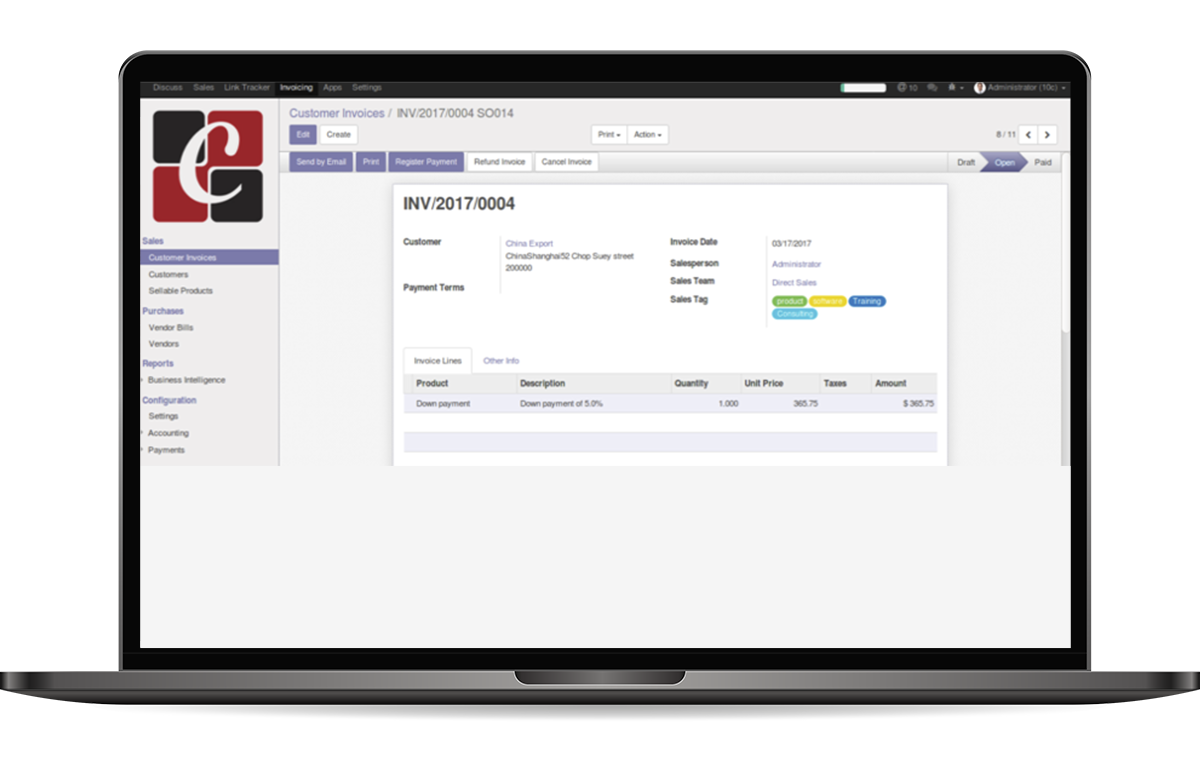 Discuss Sales Link Tracker Invoicing Apps Settings 10 Administrator (10c)
C
Customer Invoices / INV/2017/0004 SO014
Edit Create Print Action 8 / 11
Send by Email Print Register Payment Refund Invoice Cancel Invoice Draft Open Paid
Sales
Customer Invoices
Customers
Sellable Products
Purchases
Vendor Bills
Vendors
Reports
Business Intelligence
Configuration
Settings
Accounting
Payments
INV/2017/0004
Customer China Export
ChinaShanghai52 Chop Suey street
200000
Payment Terms
Invoice Date 03/17/2017
Salesperson Administrator
Sales Team Direct Sales
Sales Tag product software Training
Consulting
Invoice Lines Other Info
Product Description Quantity Unit Price Taxes Amount
Down payment Down payment of 5.0% 1.000 365.75 $ 365.75